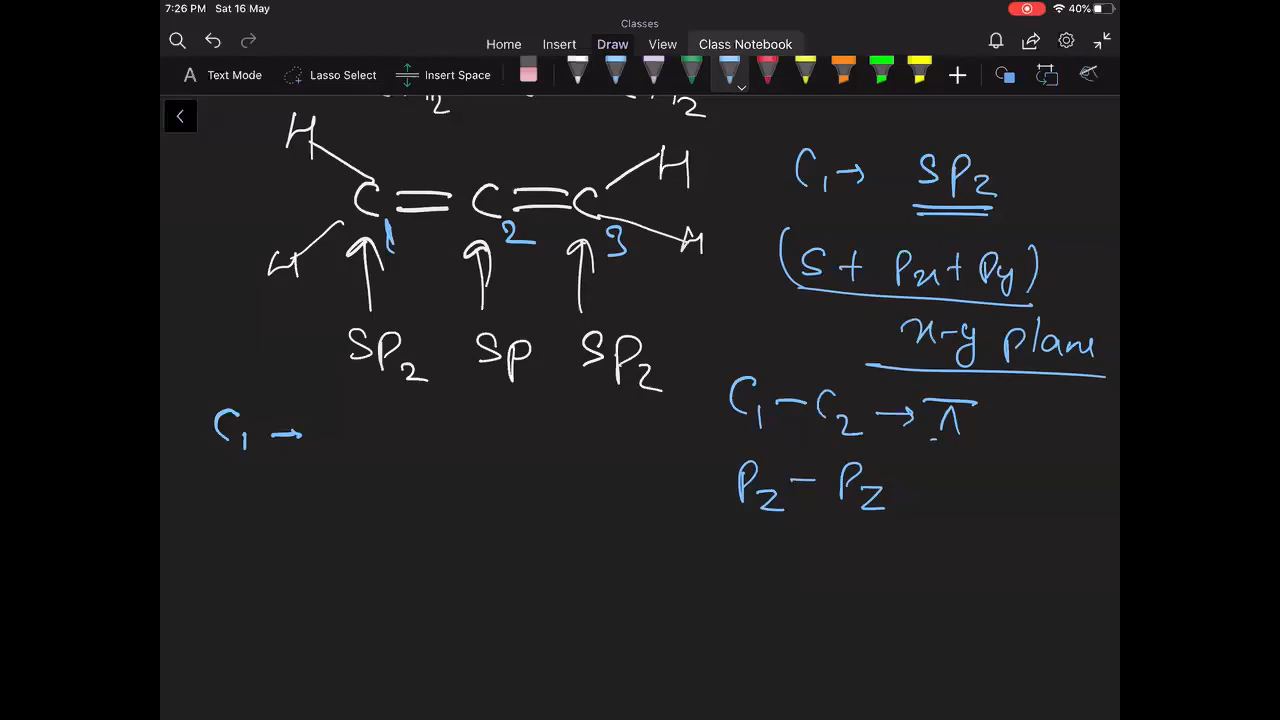 7:26 PM Sat 16 May
40%
Classes
Home Insert Draw View Class Notebook
A Text Mode Lasso Select Insert Space
H H
C = C = C
1 2 3
H H
SP2 SP SP2
C1 →
C1 → SP2
(S + Px + Py)
x-y plane
C1 - C2 → π
Pz - Pz